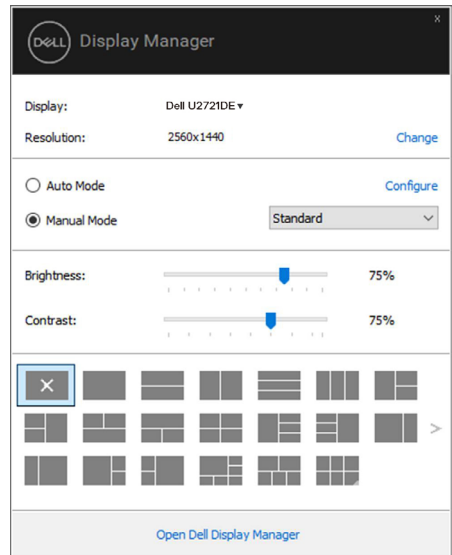 x
DELL Display Manager
Display: Dell U2721DE
Resolution: 2560x1440 Change
Auto Mode Configure
Manual Mode Standard
Brightness: 75%
Contrast: 75%
Open Dell Display Manager